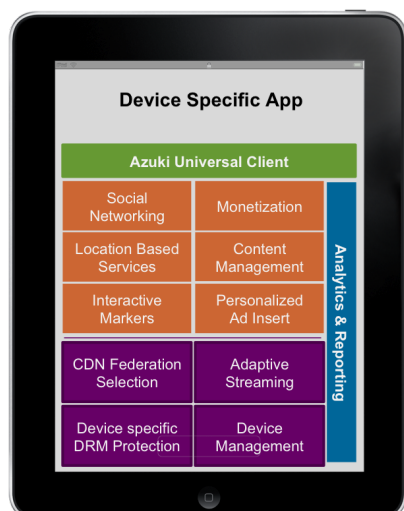 Device Specific App
Azuki Universal Client
Social
Networking
Monetization
Location Based
Services
Content
Management
Interactive
Markers
Personalized
Ad Insert
Analytics & Reporting
CDN Federation
Selection
Adaptive
Streaming
Device specific
DRM Protection
Device
Management